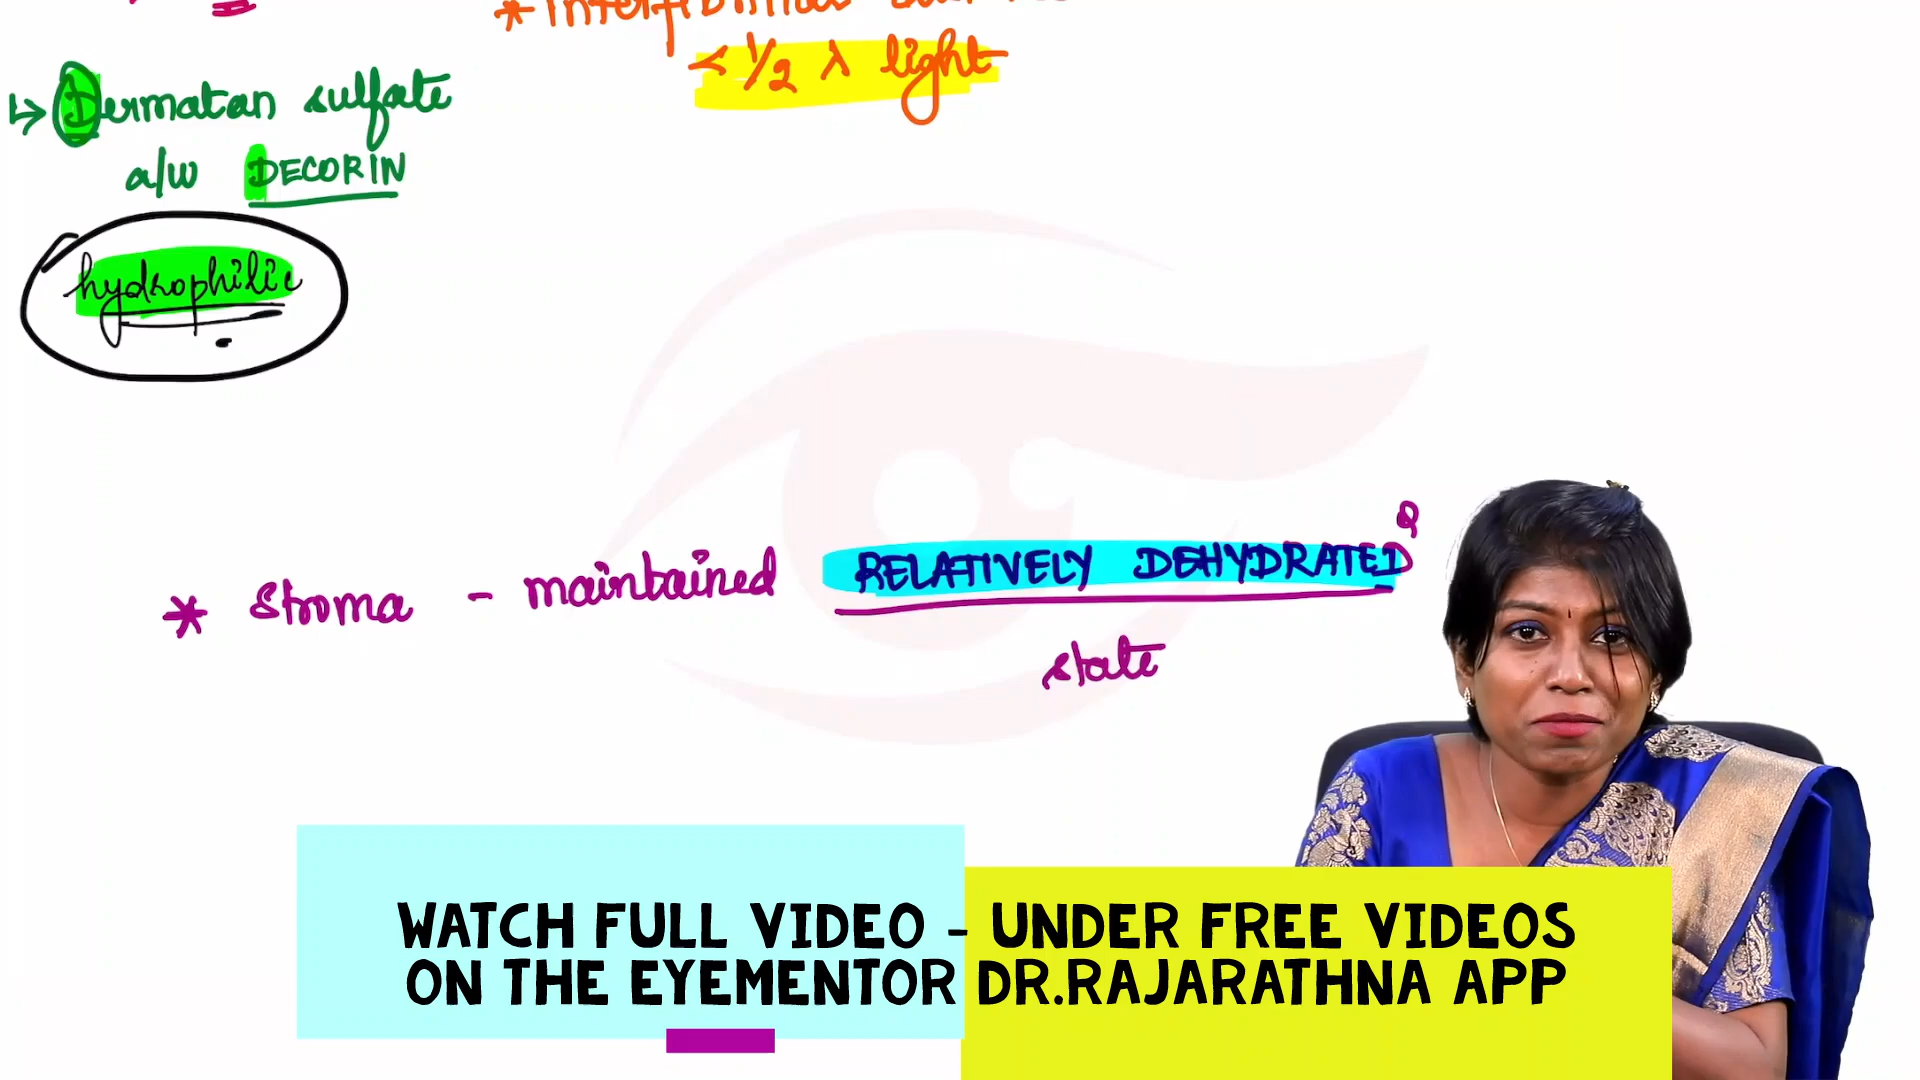 * Interfibrillar
< 1/2 λ light
↳ Dermatan sulfate
a/w DECORIN
hydrophilic
* Stroma - maintained RELATIVELY DEHYDRATED
state
WATCH FULL VIDEO - UNDER FREE VIDEOS
ON THE EYEMENTOR DR.RAJARATHNA APP